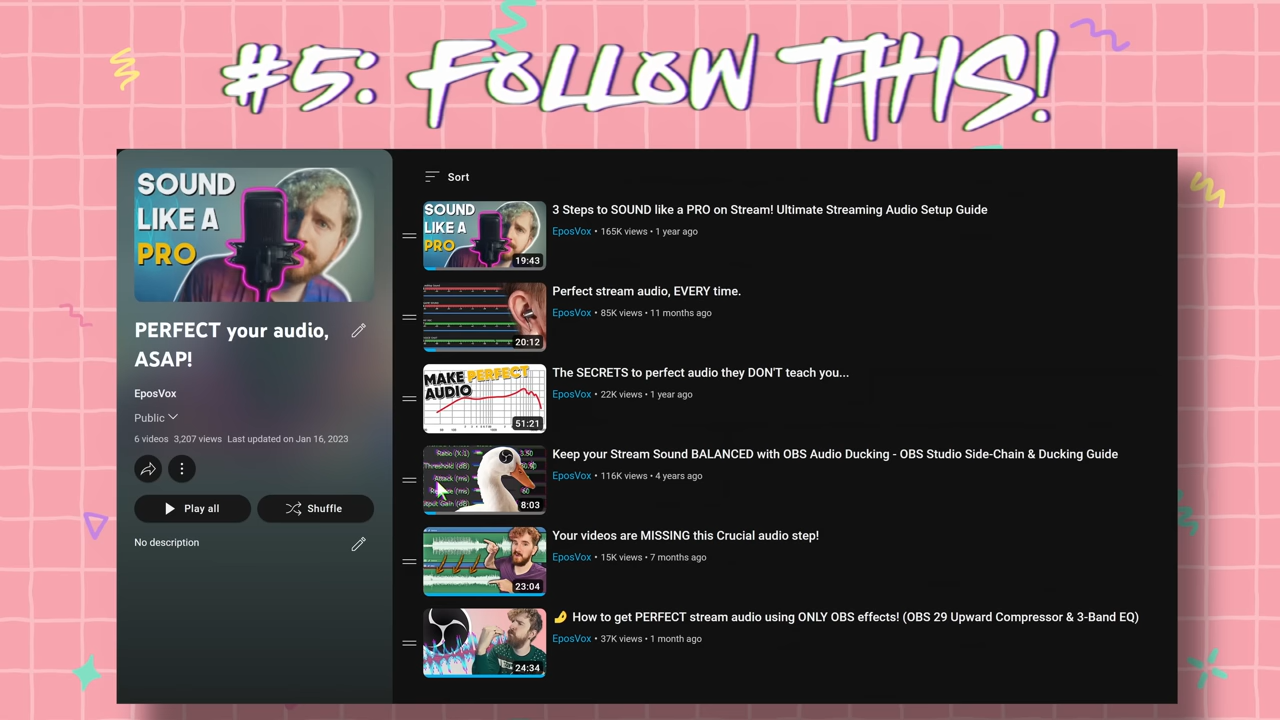 #5: FOLLOW THIS!
SOUND
LIKE A
PRO
PERFECT your audio,
ASAP!
EposVox
Public
6 videos 3,207 views Last updated on Jan 16, 2023
Play all
Shuffle
No description
Sort
SOUND
LIKE A
PRO
19:43
3 Steps to SOUND like a PRO on Stream! Ultimate Streaming Audio Setup Guide
EposVox • 165K views • 1 year ago
20:12
Perfect stream audio, EVERY time.
EposVox • 85K views • 11 months ago
MAKE PERFECT
AUDIO
51:21
The SECRETS to perfect audio they DON'T teach you...
EposVox • 22K views • 1 year ago
Ratio (X:1)
Threshold (dB)
Attack (ms)
8:03
Keep your Stream Sound BALANCED with OBS Audio Ducking - OBS Studio Side-Chain & Ducking Guide
EposVox • 116K views • 4 years ago
23:04
Your videos are MISSING this Crucial audio step!
EposVox • 15K views • 7 months ago
24:34
🤌 How to get PERFECT stream audio using ONLY OBS effects! (OBS 29 Upward Compressor & 3-Band EQ)
EposVox • 37K views • 1 month ago